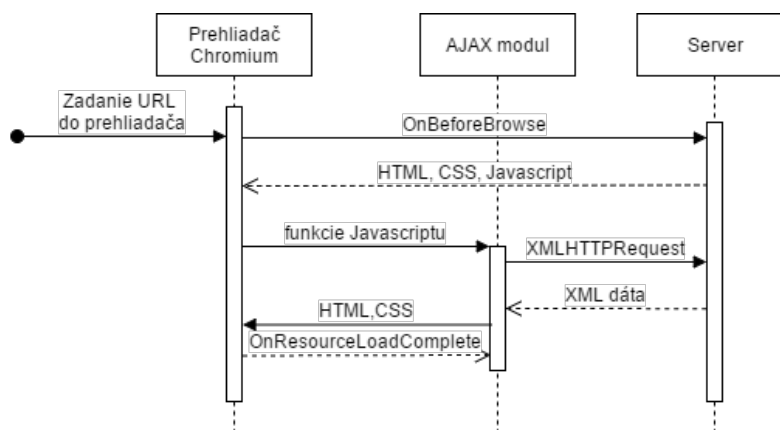 Prehliadač
Chromium
AJAX modul
Server
Zadanie URL
do prehliadača
OnBeforeBrowse
HTML, CSS, Javascript
funkcie Javascriptu
XMLHTTPRequest
XML dáta
HTML,CSS
OnResourceLoadComplete